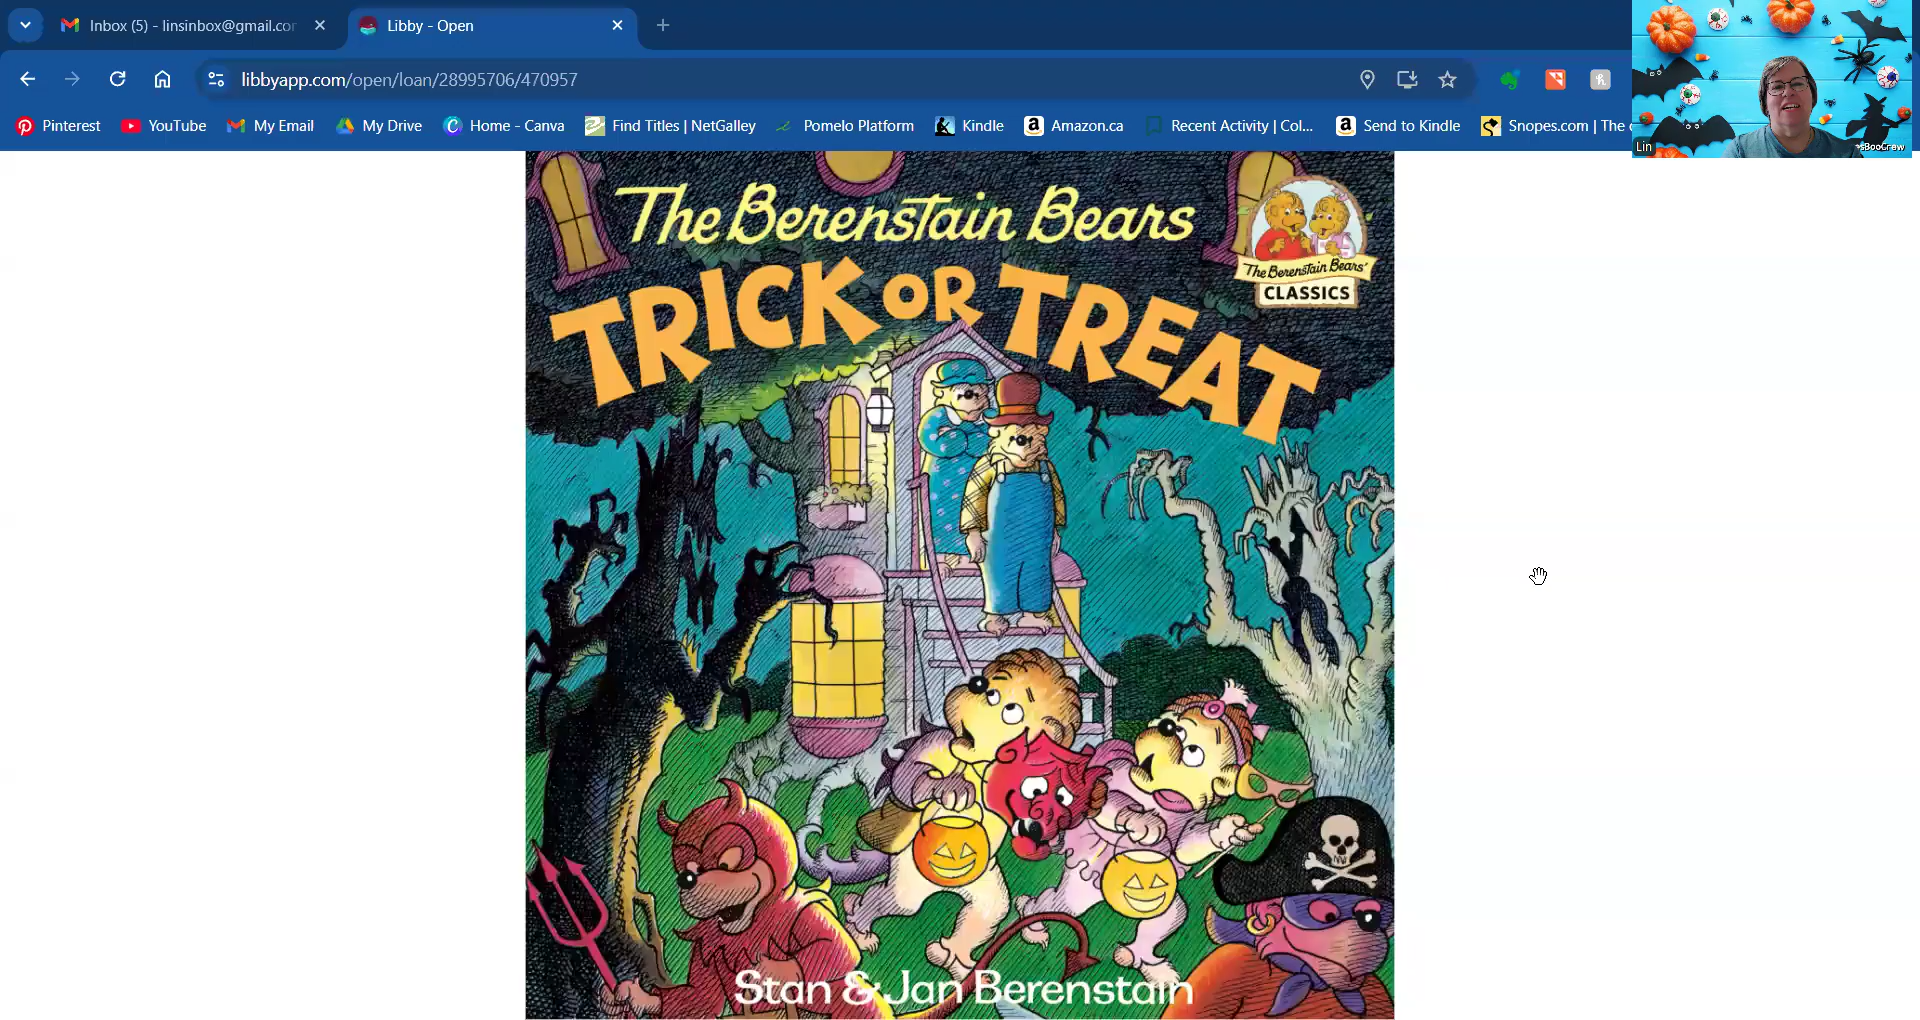 Inbox (5) - linsinbox@gmail.co
Libby - Open
libbyapp.com/open/loan/28995706/470957
Pinterest
YouTube
My Email
My Drive
Home - Canva
Find Titles | NetGalley
Pomelo Platform
Kindle
Amazon.ca
Recent Activity | Col...
Send to Kindle
Snopes.com | The
Lin
sBooCrew
The Berenstain Bears
TRICK OR TREAT
The Berenstain Bears'
CLASSICS
Stan & Jan Berenstain